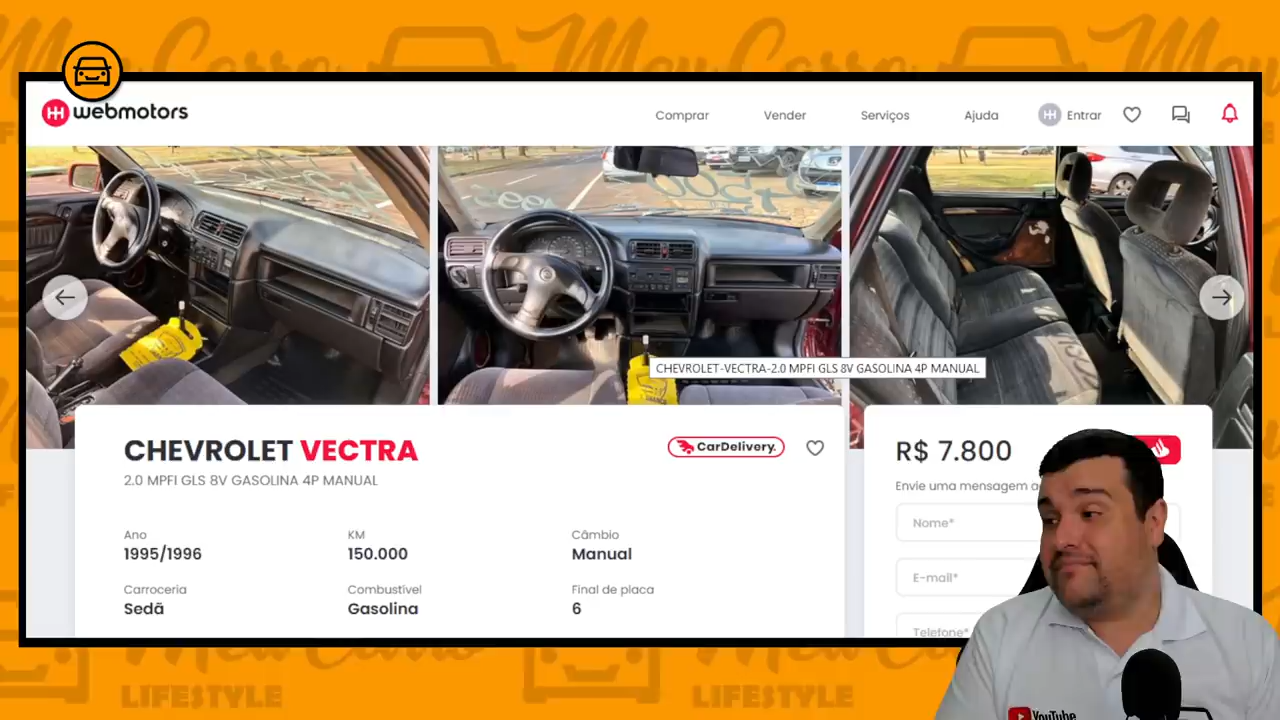 Meu Carro
webmotors
Comprar
Vender
Serviços
Ajuda
Entrar
CHEVROLET-VECTRA-2.0 MPFI GLS 8V GASOLINA 4P MANUAL
CHEVROLET VECTRA
CarDelivery.
2.0 MPFI GLS 8V GASOLINA 4P MANUAL
R$ 7.800
Envie uma mensagem
Nome*
E-mail*
Telefone*
Ano
1995/1996
KM
150.000
Câmbio
Manual
Carroceria
Sedã
Combustível
Gasolina
Final de placa
6
LIFESTYLE
LIFESTYLE
YouTube